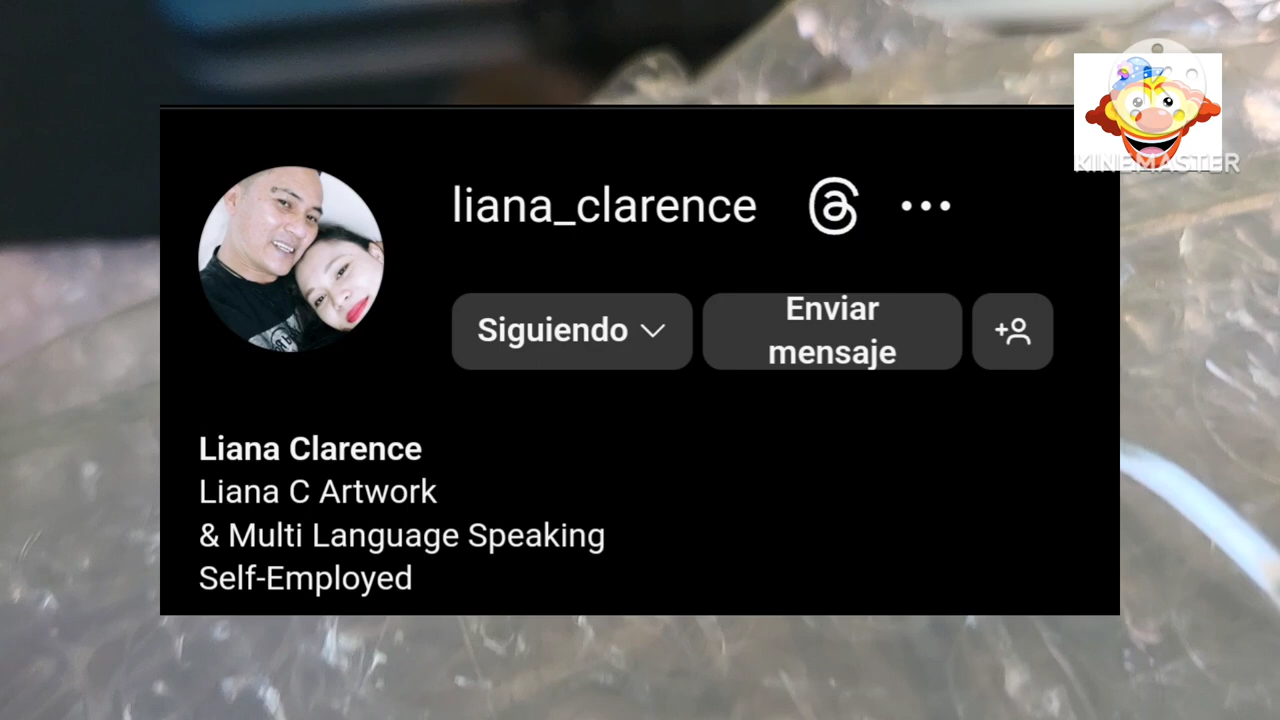 liana_clarence
Siguiendo
Enviar
mensaje
KINEMASTER
Liana Clarence
Liana C Artwork
& Multi Language Speaking
Self-Employed